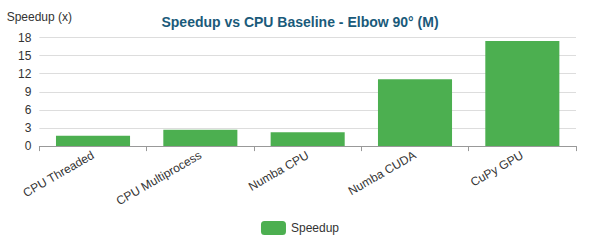 Speedup (x)
Speedup vs CPU Baseline - Elbow 90° (M)
18
15
12
9
6
3
0
CPU Threaded
CPU Multiprocess
Numba CPU
Numba CUDA
CuPy GPU
Speedup